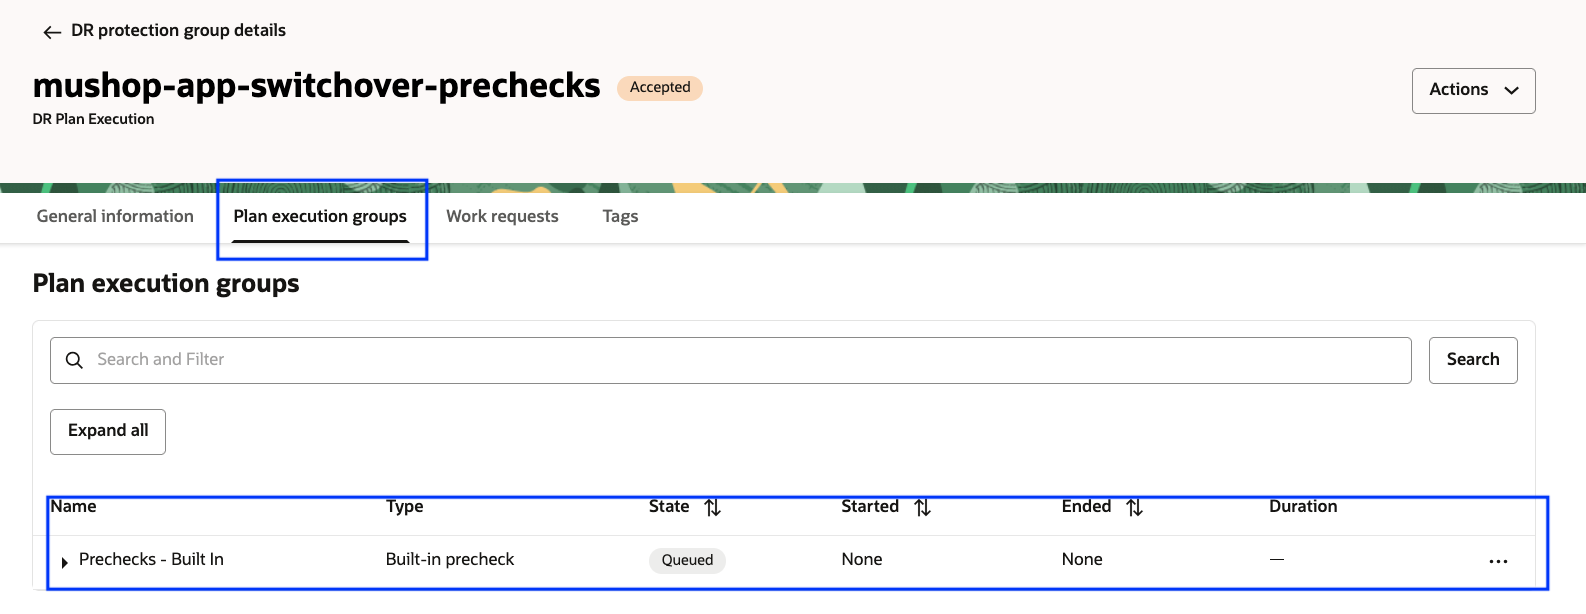 DR protection group details
mushop-app-switchover-prechecks Accepted
DR Plan Execution
Actions
General information Plan execution groups Work requests Tags
Plan execution groups
Search and Filter
Search
Expand all
Name Type State Started Ended Duration
Prechecks - Built In Built-in precheck Queued None None —